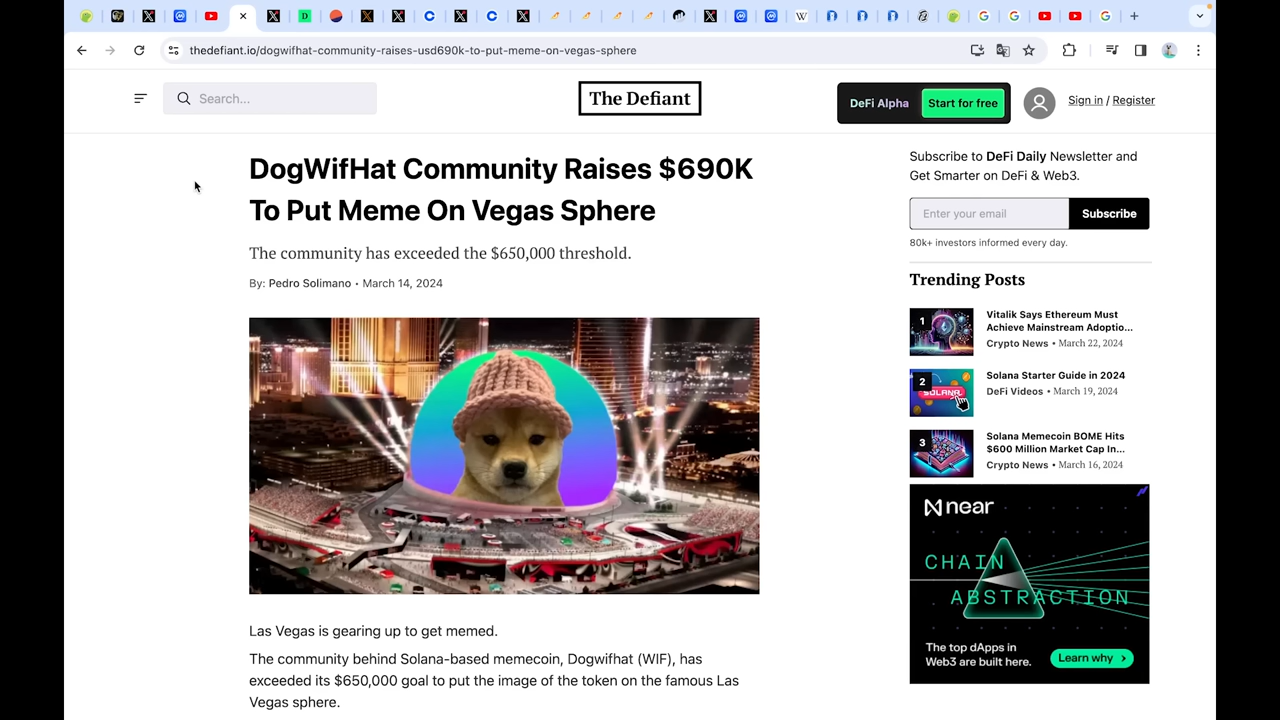 thedefiant.io/dogwifhat-community-raises-usd690k-to-put-meme-on-vegas-sphere
Search...
The Defiant
DeFi Alpha
Start for free
Sign in / Register
DogWifHat Community Raises $690K
To Put Meme On Vegas Sphere
The community has exceeded the $650,000 threshold.
By: Pedro Solimano • March 14, 2024
Las Vegas is gearing up to get memed.
The community behind Solana-based memecoin, Dogwifhat (WIF), has
exceeded its $650,000 goal to put the image of the token on the famous Las
Vegas sphere.
Subscribe to DeFi Daily Newsletter and
Get Smarter on DeFi & Web3.
Enter your email
Subscribe
80k+ investors informed every day.
Trending Posts
1
Vitalik Says Ethereum Must
Achieve Mainstream Adoptio...
Crypto News • March 22, 2024
2
SOLANA
Solana Starter Guide in 2024
DeFi Videos • March 19, 2024
3
Solana Memecoin BOME Hits
$600 Million Market Cap In...
Crypto News • March 16, 2024
near
CHAIN
ABSTRACTION
The top dApps in
Web3 are built here.
Learn why